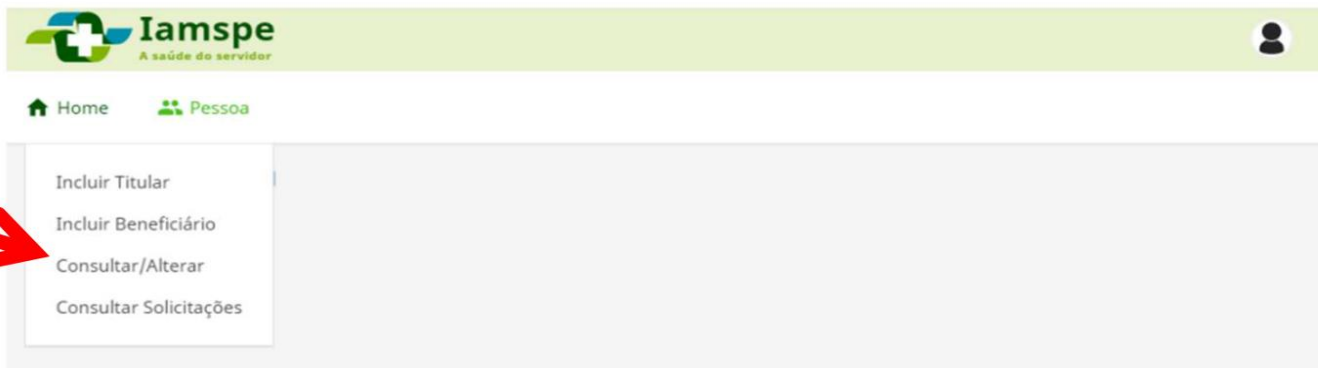 Iamspe
A saúde do servidor
Home Pessoa
Incluir Titular
Incluir Beneficiário
Consultar/Alterar
Consultar Solicitações